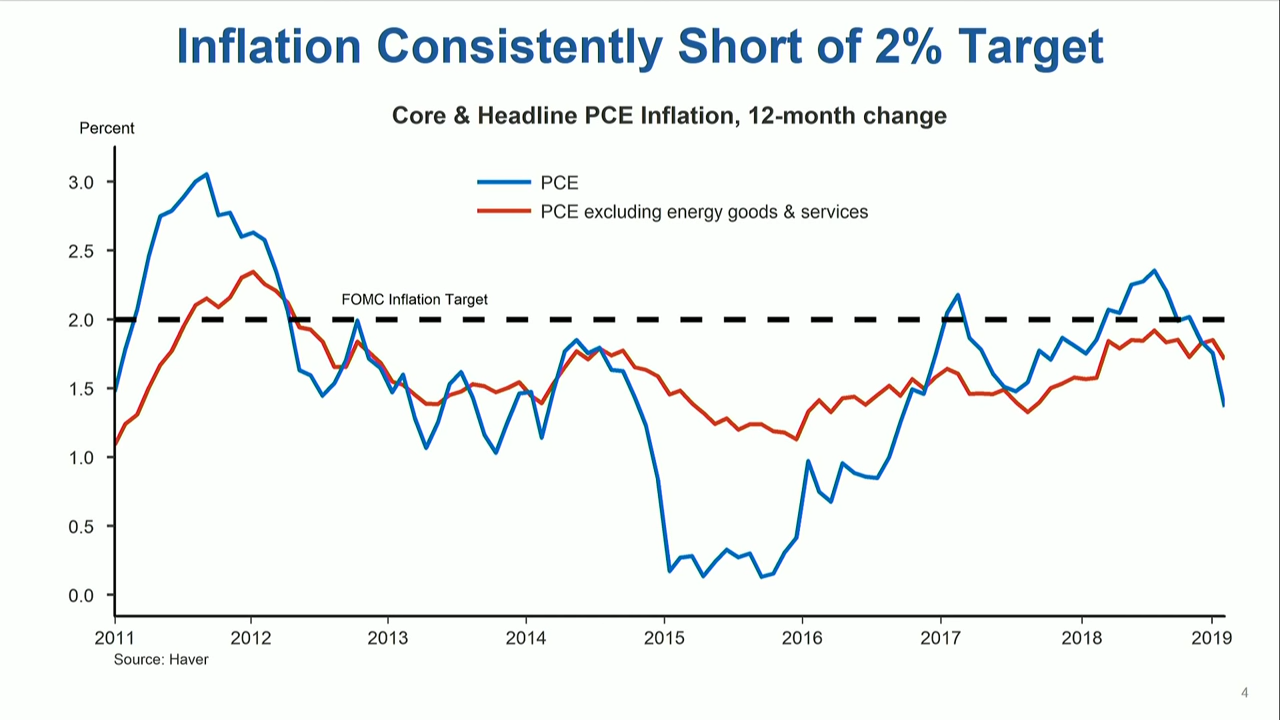 Inflation Consistently Short of 2% Target
Core & Headline PCE Inflation, 12-month change
Percent
3.0
2.5
2.0
1.5
1.0
0.5
0.0
PCE
PCE excluding energy goods & services
FOMC Inflation Target
2011 2012 2013 2014 2015 2016 2017 2018 2019
Source: Haver
4